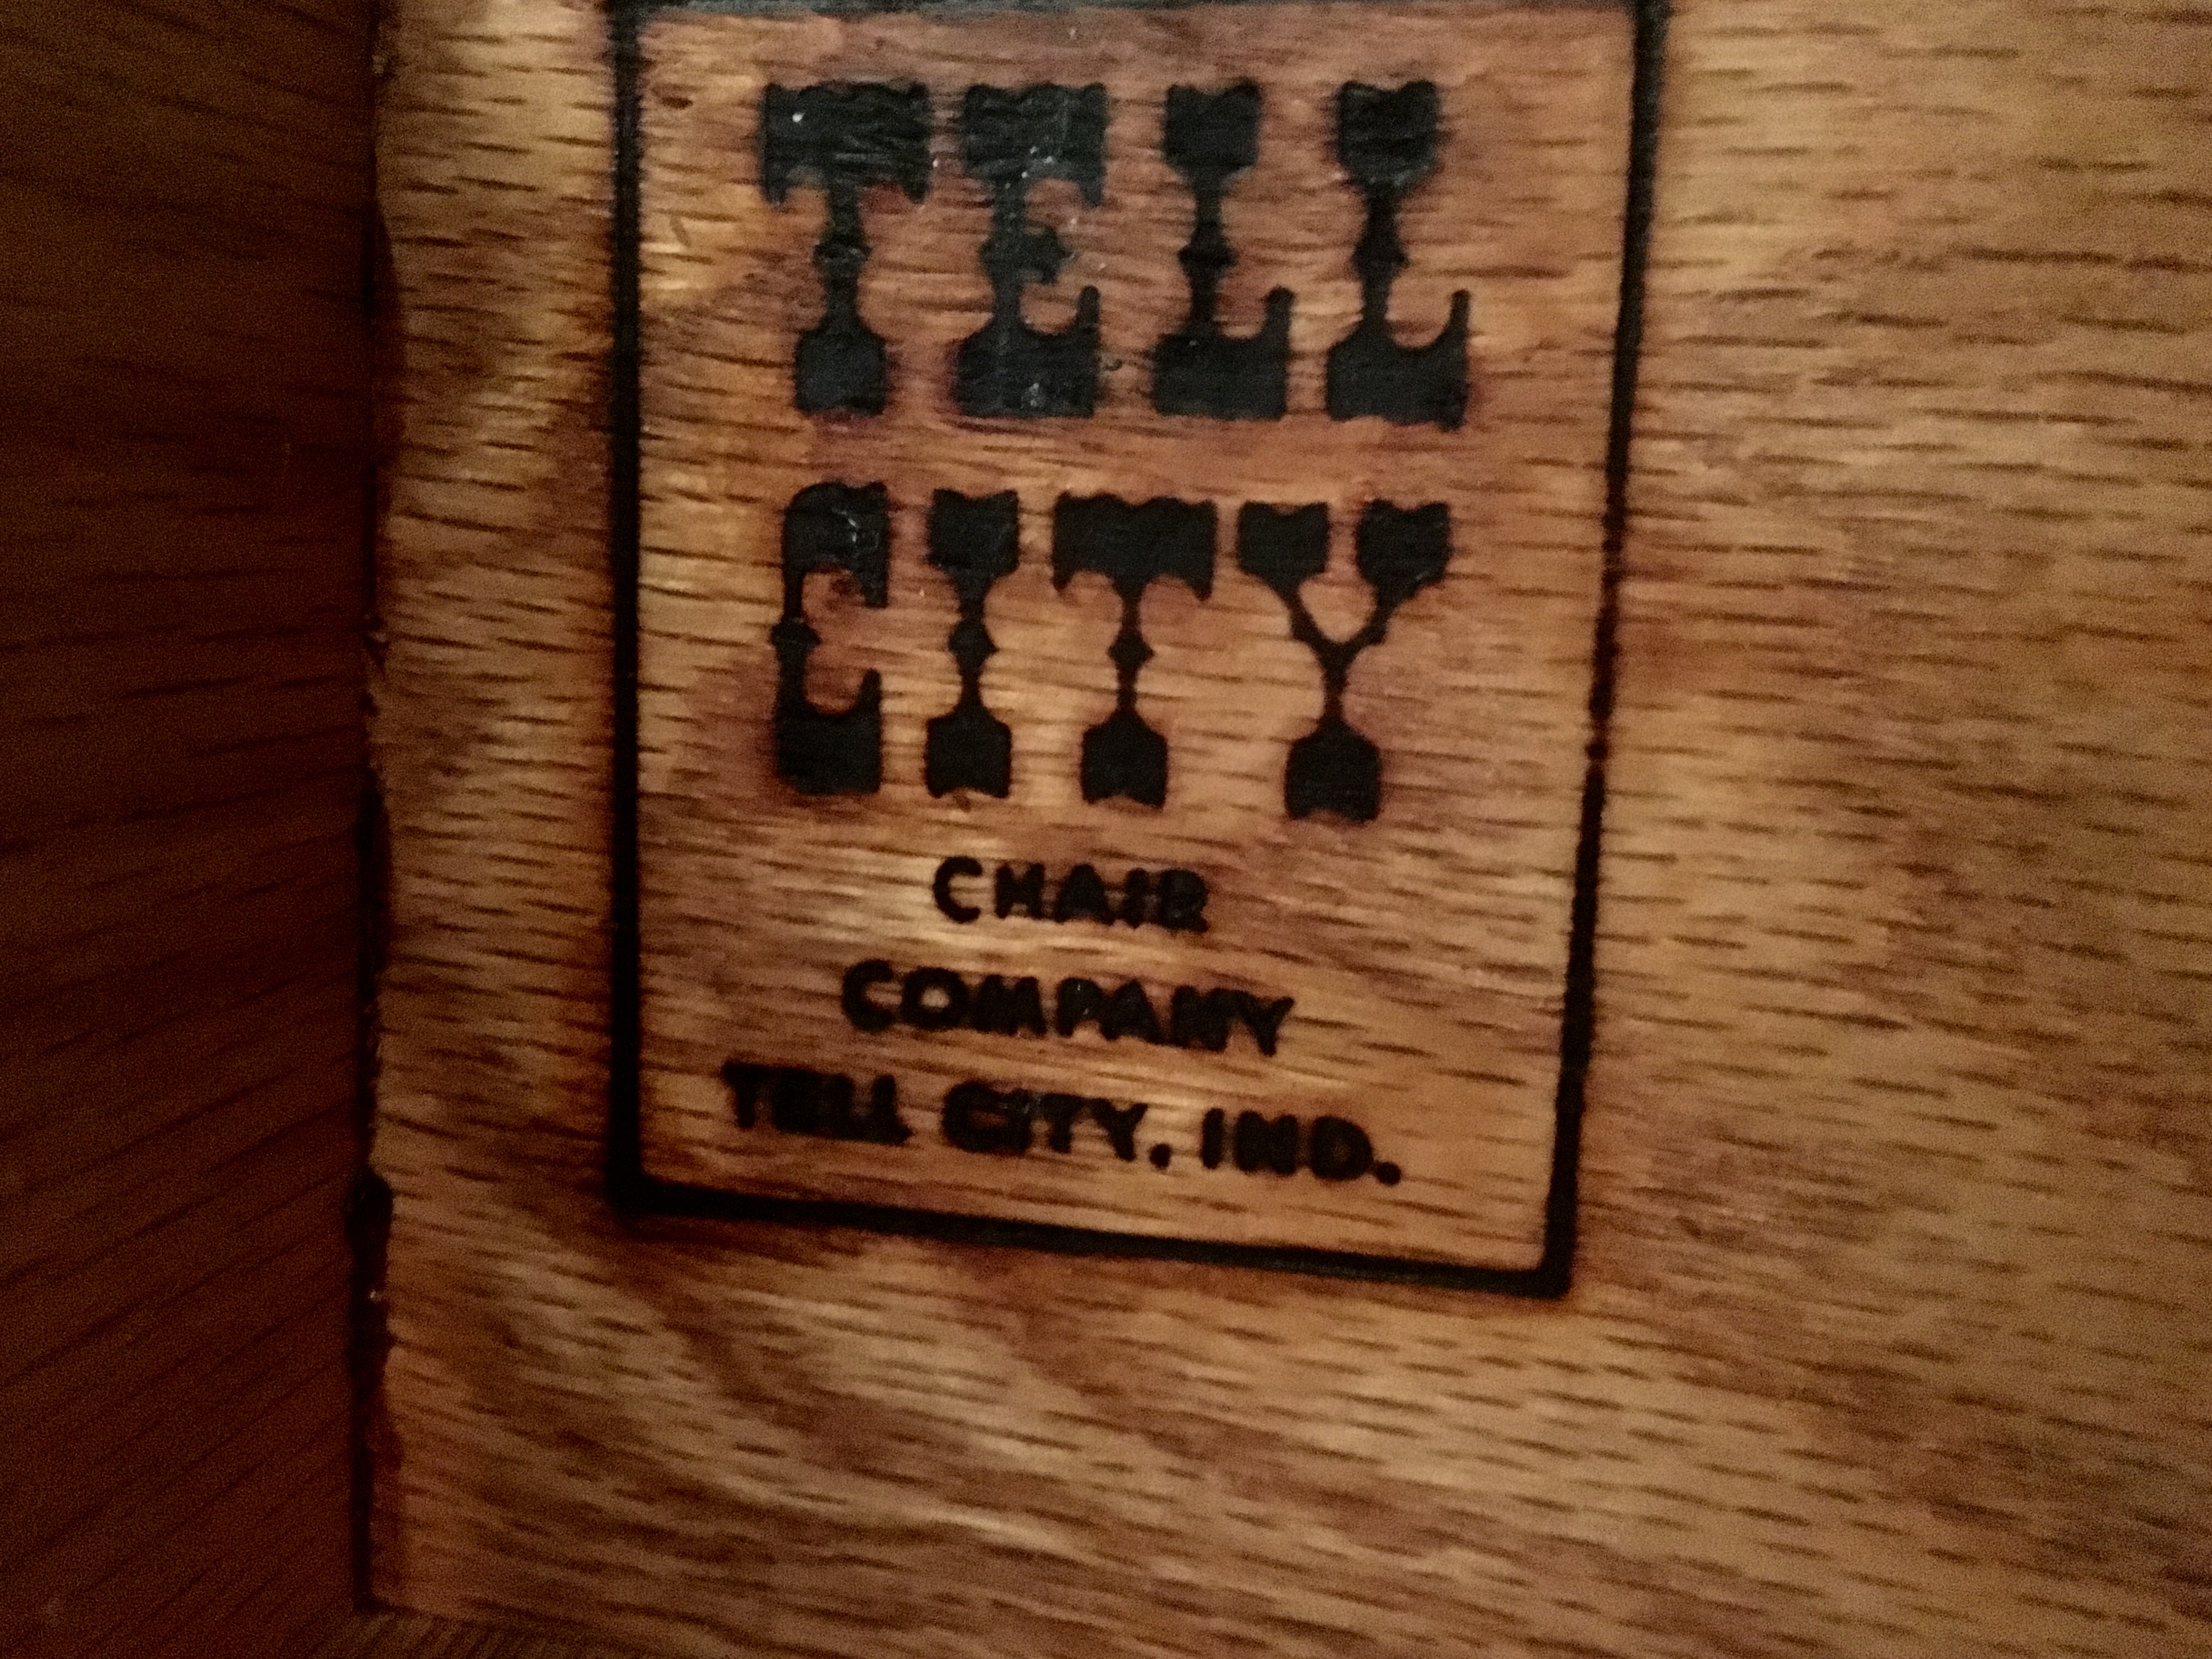 TELL
CITY
CHAIR
COMPANY
TELL CITY, IND.